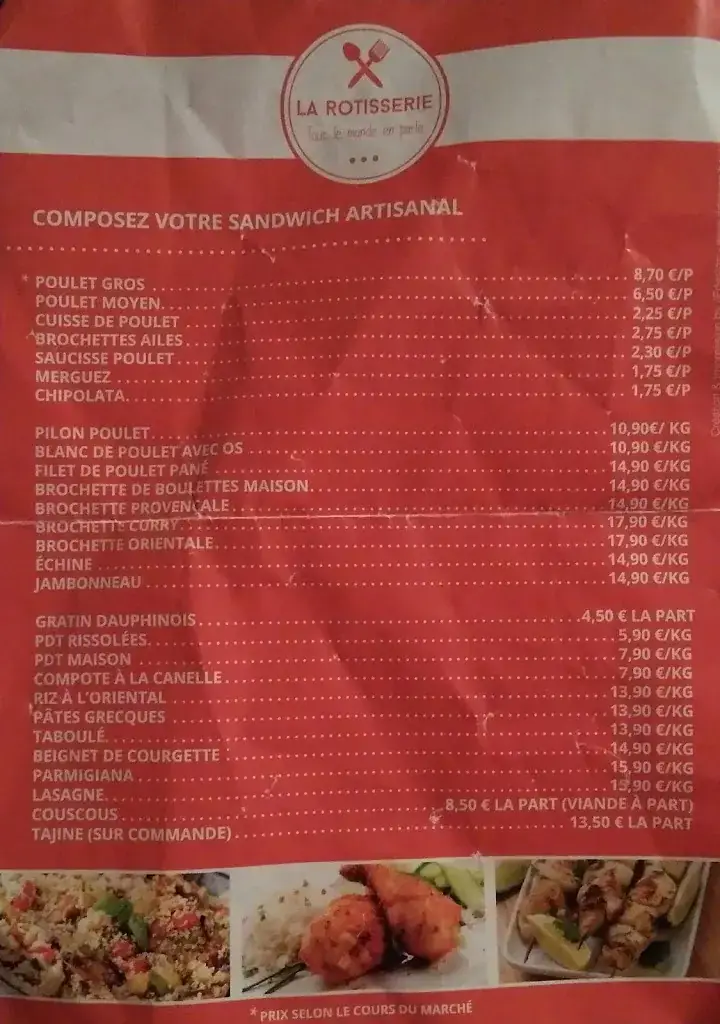 LA ROTISSERIE
Tout le monde en parle
COMPOSEZ VOTRE SANDWICH ARTISANAL
* POULET GROS 8,70 €/P
POULET MOYEN 6,50 €/P
CUISSE DE POULET 2,25 €/P
BROCHETTES AILES 2,75 €/P
SAUCISSE POULET 2,30 €/P
MERGUEZ 1,75 €/P
CHIPOLATA 1,75 €/P
PILON POULET 10,90€/ KG
BLANC DE POULET AVEC OS 10,90 €/KG
FILET DE POULET PANÉ 14,90 €/KG
BROCHETTE DE BOULETTES MAISON 14,90 €/KG
BROCHETTE PROVENÇALE 14,90 €/KG
BROCHETTE CURRY 17,90 €/KG
BROCHETTE ORIENTALE 17,90 €/KG
ÉCHINE 14,90 €/KG
JAMBONNEAU 14,90 €/KG
GRATIN DAUPHINOIS 4,50 € LA PART
PDT RISSOLÉES 5,90 €/KG
PDT MAISON 7,90 €/KG
COMPOTE À LA CANELLE 7,90 €/KG
RIZ À L'ORIENTAL 13,90 €/KG
PÂTES GRECQUES 13,90 €/KG
TABOULÉ 13,90 €/KG
BEIGNET DE COURGETTE 14,90 €/KG
PARMIGIANA 15,90 €/KG
LASAGNE 15,90 €/KG
COUSCOUS 8,50 € LA PART (VIANDE À PART)
TAJINE (SUR COMMANDE) 13,50 € LA PART
* PRIX SELON LE COURS DU MARCHÉ